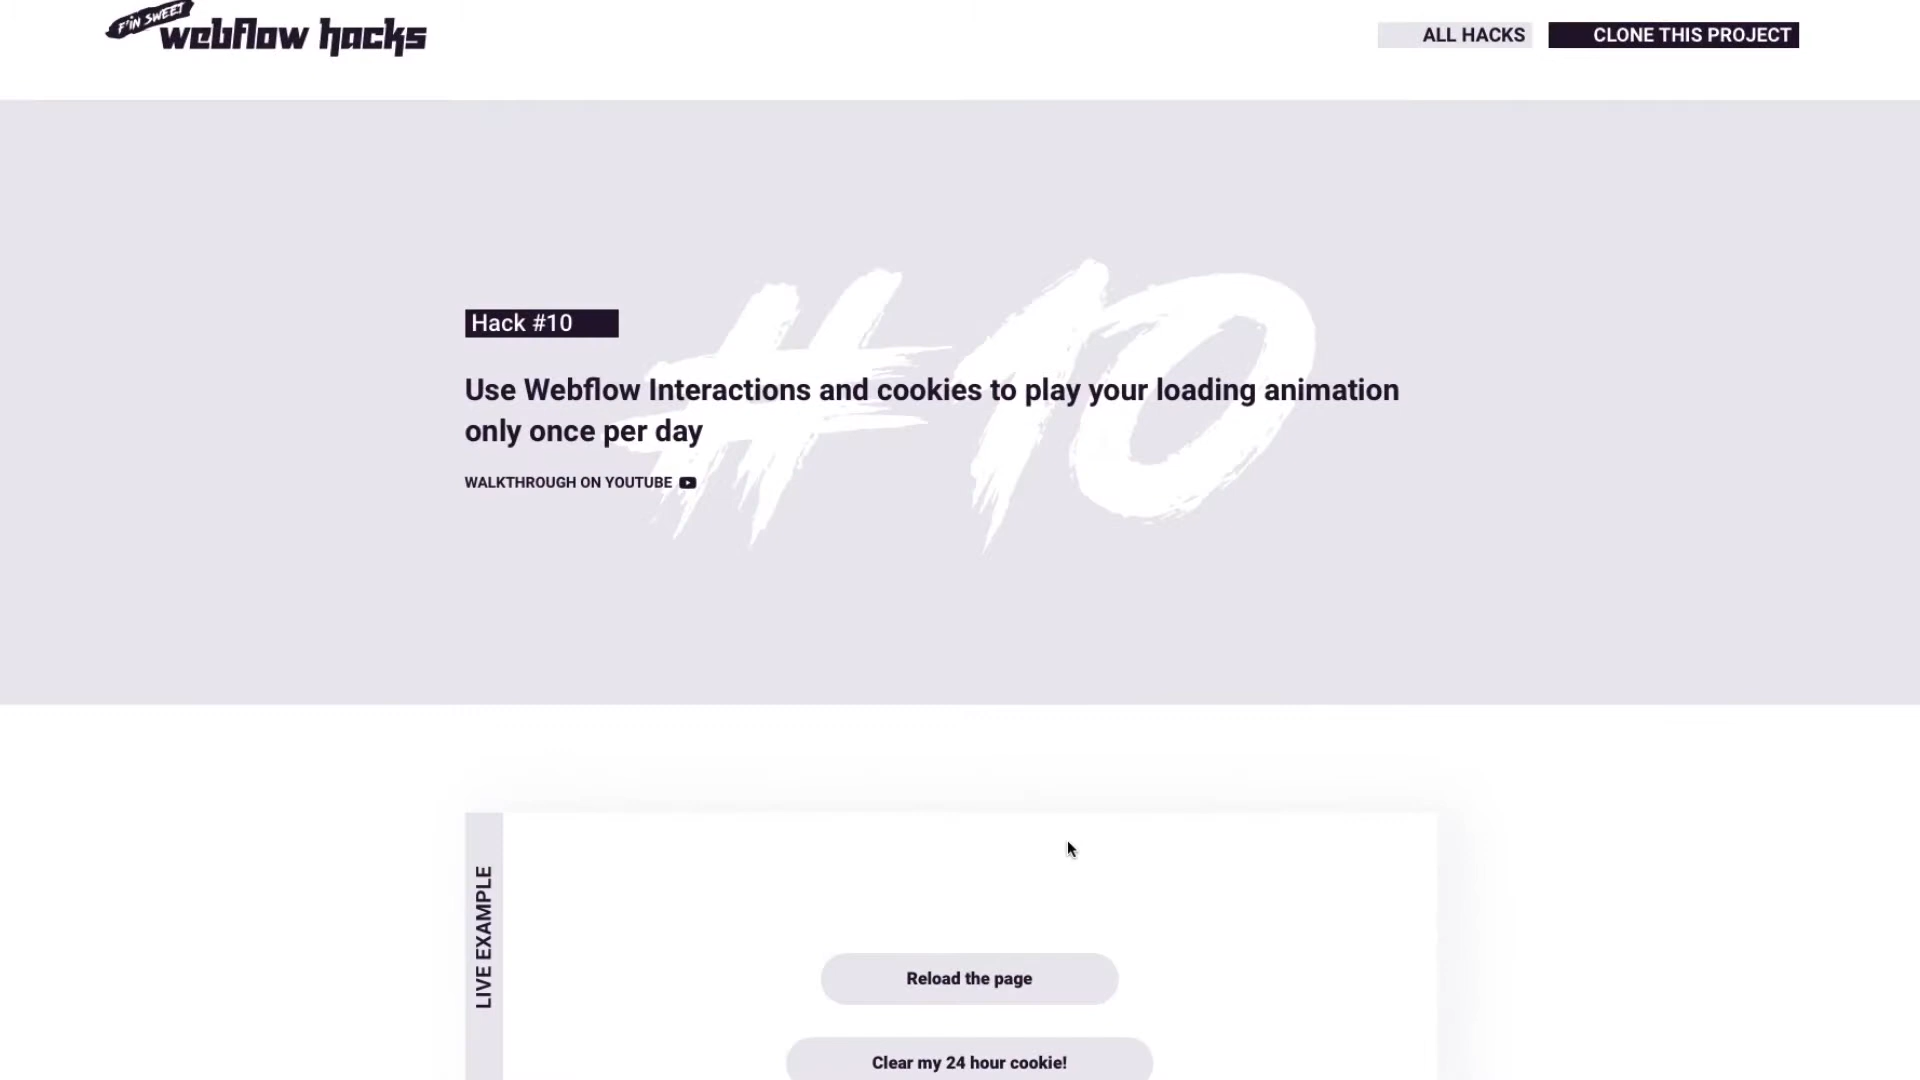 F'IN SWEET
webflow hacks
ALL HACKS
CLONE THIS PROJECT
#10
Hack #10
Use Webflow Interactions and cookies to play your loading animation
only once per day
WALKTHROUGH ON YOUTUBE
LIVE EXAMPLE
Reload the page
Clear my 24 hour cookie!